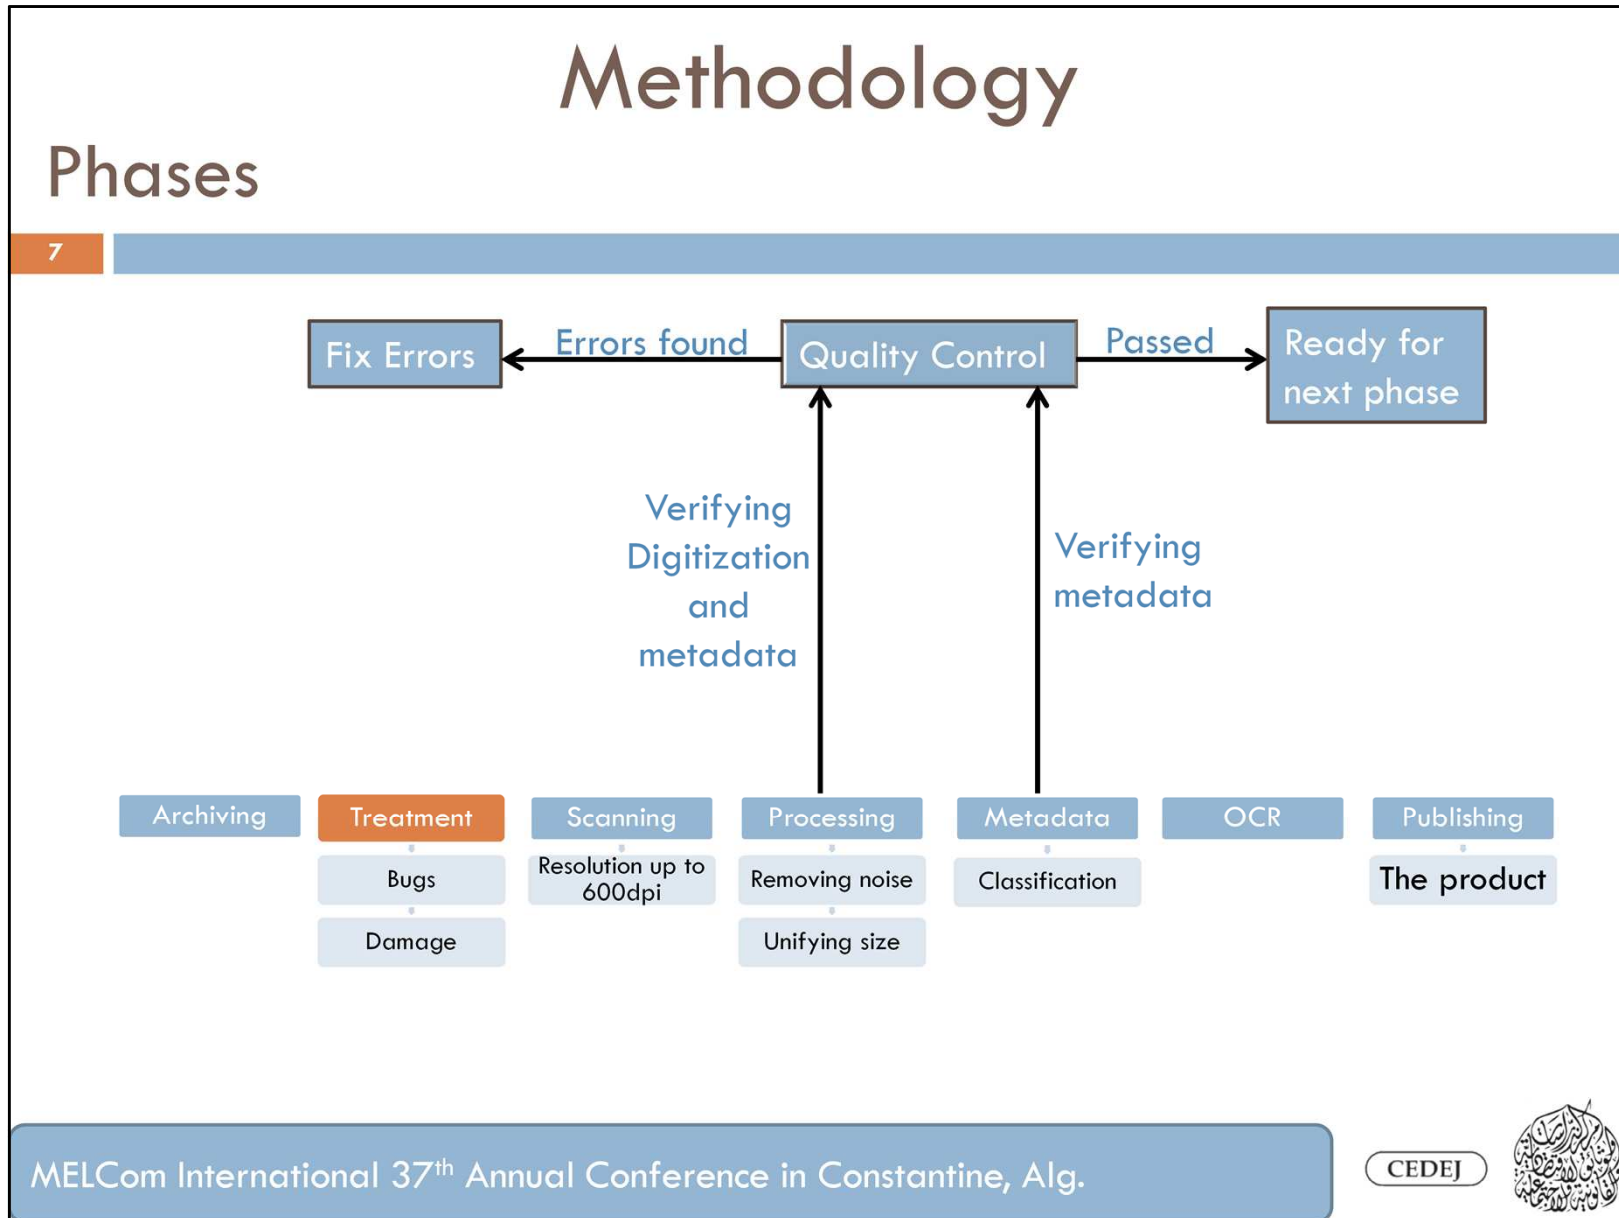 Methodology
Phases
7
Fix Errors
Errors found
Quality Control
Passed
Ready for
next phase
Verifying
Digitization
and
metadata
Verifying
metadata
Archiving
Treatment
Scanning
Processing
Metadata
OCR
Publishing
Bugs
Resolution up to
600dpi
Removing noise
Classification
The product
Damage
Unifying size
MELCom International 37th Annual Conference in Constantine, Alg.
CEDEJ